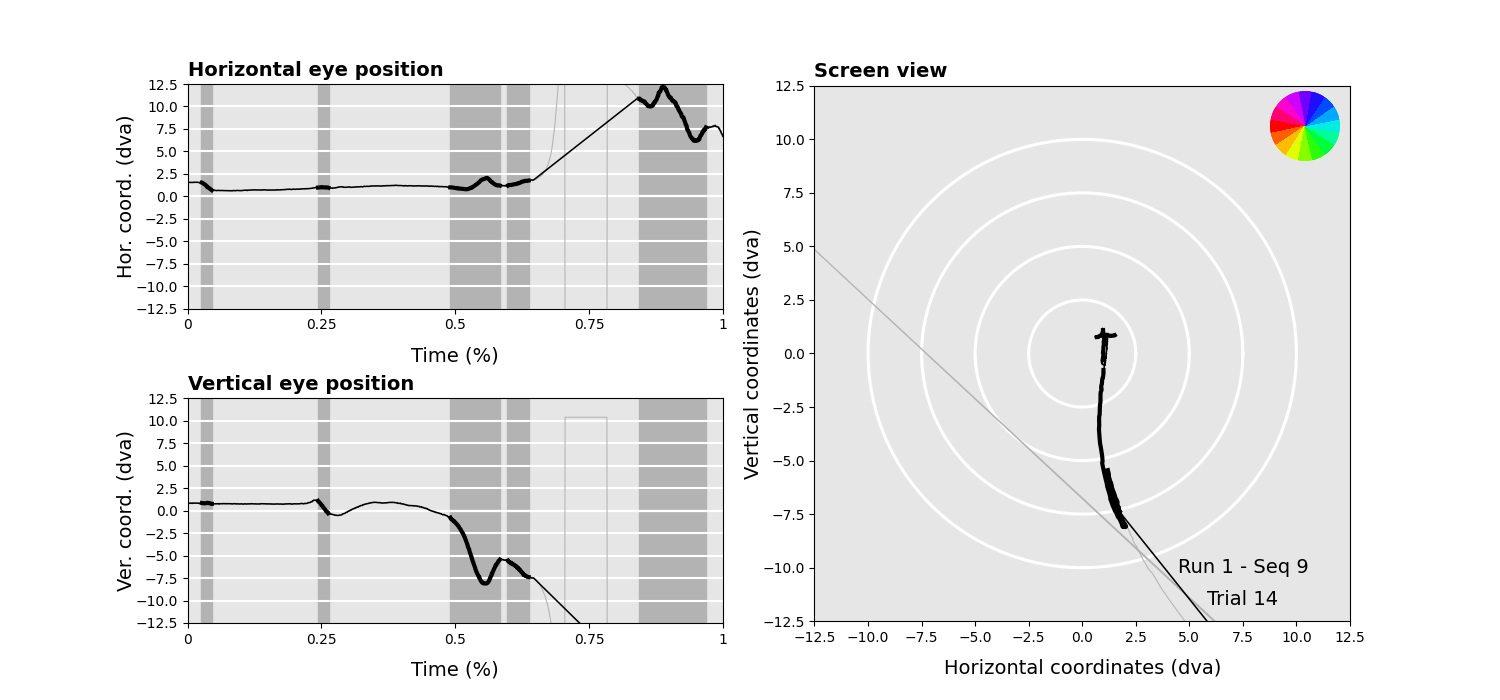 Horizontal eye position
12.5
10.0
7.5
5.0
2.5
0.0
−2.5
−5.0
−7.5
−10.0
−12.5
Hor. coord. (dva)
0 0.25 0.5 0.75 1
Time (%)
Vertical eye position
12.5
10.0
7.5
5.0
2.5
0.0
−2.5
−5.0
−7.5
−10.0
−12.5
Ver. coord. (dva)
0 0.25 0.5 0.75 1
Time (%)
Screen view
12.5
10.0
7.5
5.0
2.5
0.0
−2.5
−5.0
−7.5
−10.0
−12.5
Vertical coordinates (dva)
Run 1 - Seq 9
Trial 14
−12.5 −10.0 −7.5 −5.0 −2.5 0.0 2.5 5.0 7.5 10.0 12.5
Horizontal coordinates (dva)